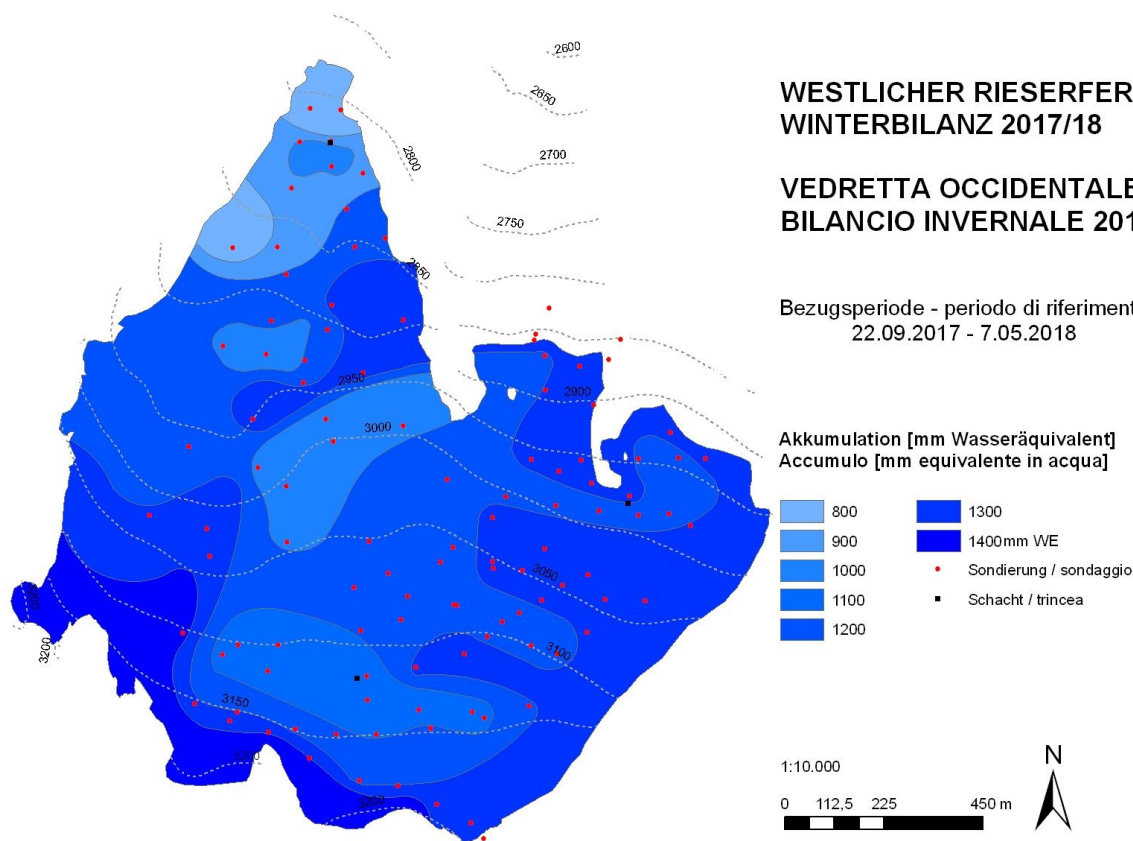 2600
2650
2700
2750
2800
2850
2900
2950
3000
3050
3100
3150
3200
3200
3200
WESTLICHER RIESERFER
WINTERBILANZ 2017/18
VEDRETTA OCCIDENTALE
BILANCIO INVERNALE 201
Bezugsperiode - periodo di riferiment
22.09.2017 - 7.05.2018
Akkumulation [mm Wasseräquivalent]
Accumulo [mm equivalente in acqua]
800
900
1000
1100
1200
1300
1400mm WE
Sondierung / sondaggio
Schacht / trincea
1:10.000
N
0 112,5 225 450 m